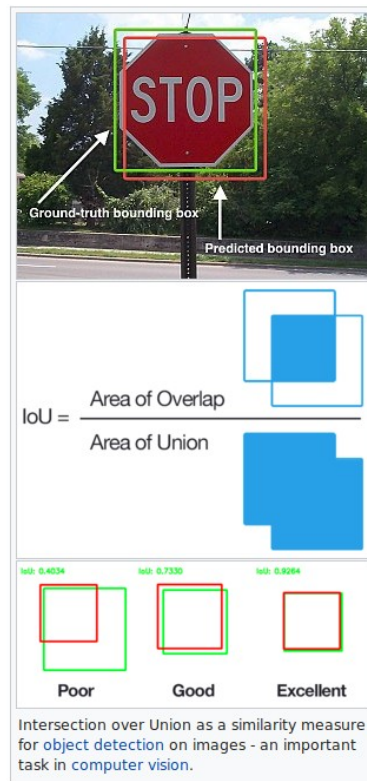 STOP
Ground-truth bounding box
Predicted bounding box
IoU =
Area of Overlap
Area of Union
IoU: 0.4034
IoU: 0.7330
IoU: 0.9264
Poor
Good
Excellent
Intersection over Union as a similarity measure
for object detection on images - an important
task in computer vision.